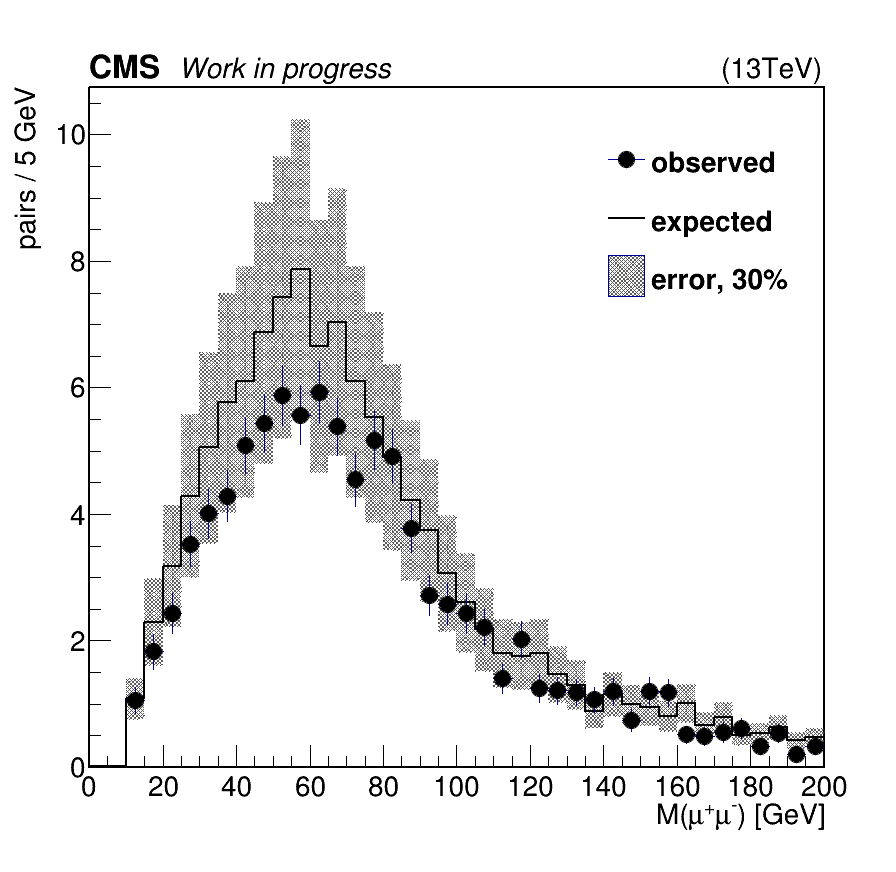 CMS Work in progress (13TeV)
pairs / 5 GeV
10
8
6
4
2
0
observed
expected
error, 30%
0 20 40 60 80 100 120 140 160 180 200
M(μ⁺μ⁻) [GeV]